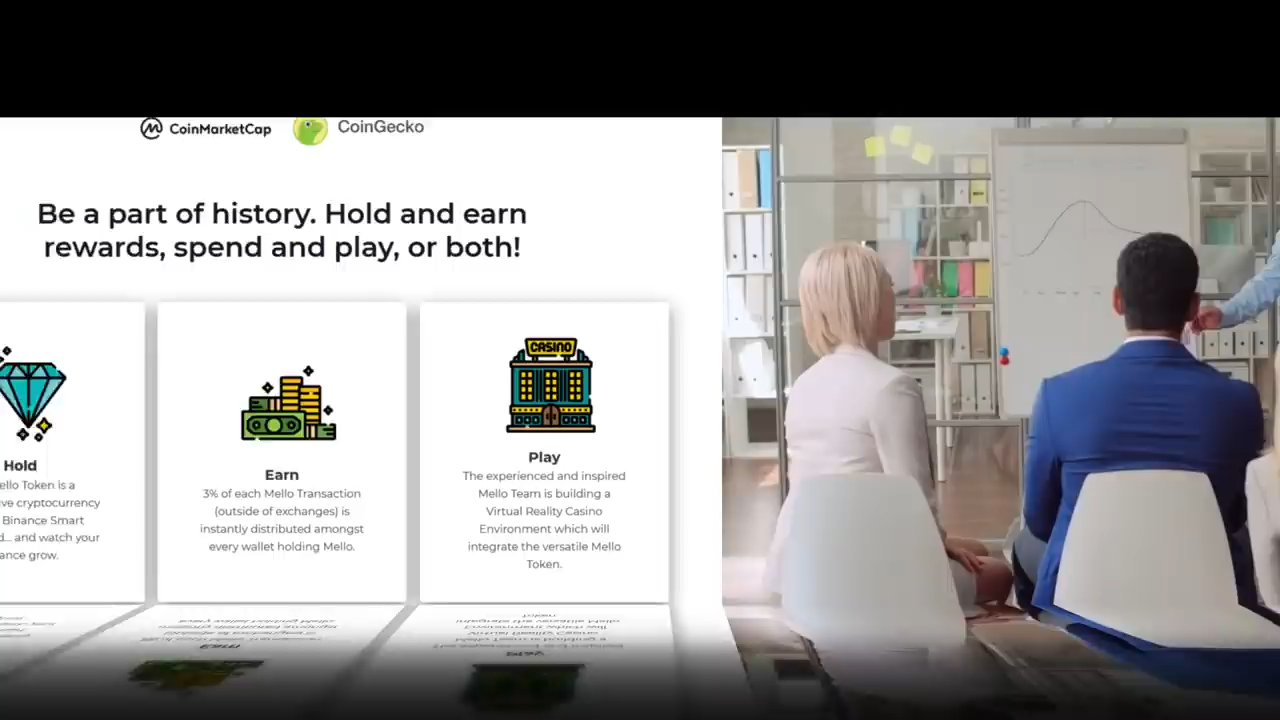 CoinMarketCap CoinGecko
Be a part of history. Hold and earn
rewards, spend and play, or both!
Hold
Token is a
cryptocurrency
Binance Smart
and watch your
grow.
Earn
3% of each Mello Transaction
(outside of exchanges) is
instantly distributed amongst
every wallet holding Mello.
CASINO
Play
The experienced and inspired
Mello Team is building a
Virtual Reality Casino
Environment which will
integrate the versatile Mello
Token.